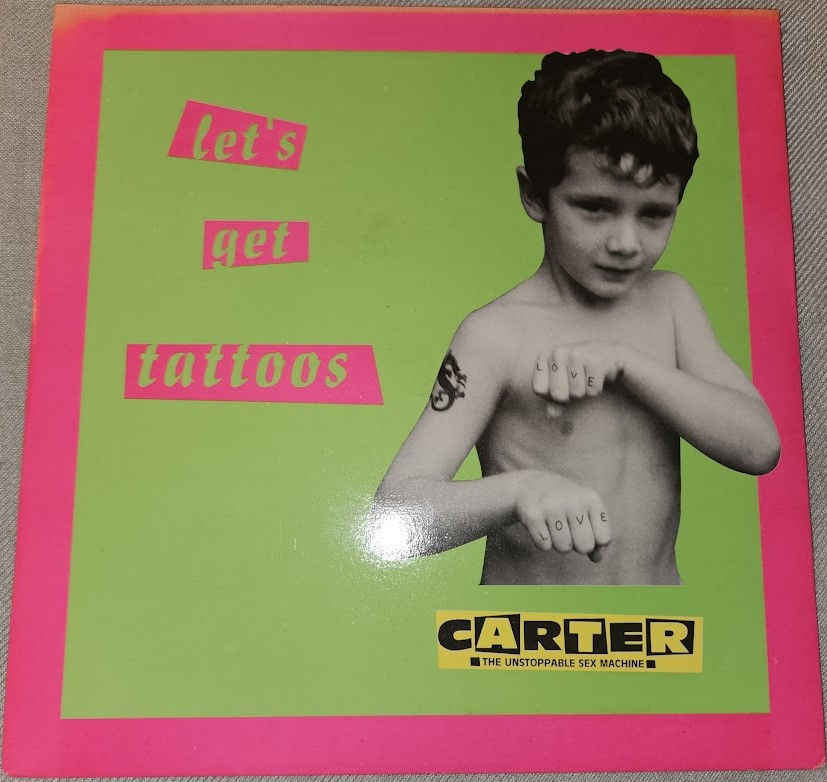 let's
get
tattoos
LOVE
LOVE
CARTER
THE UNSTOPPABLE SEX MACHINE